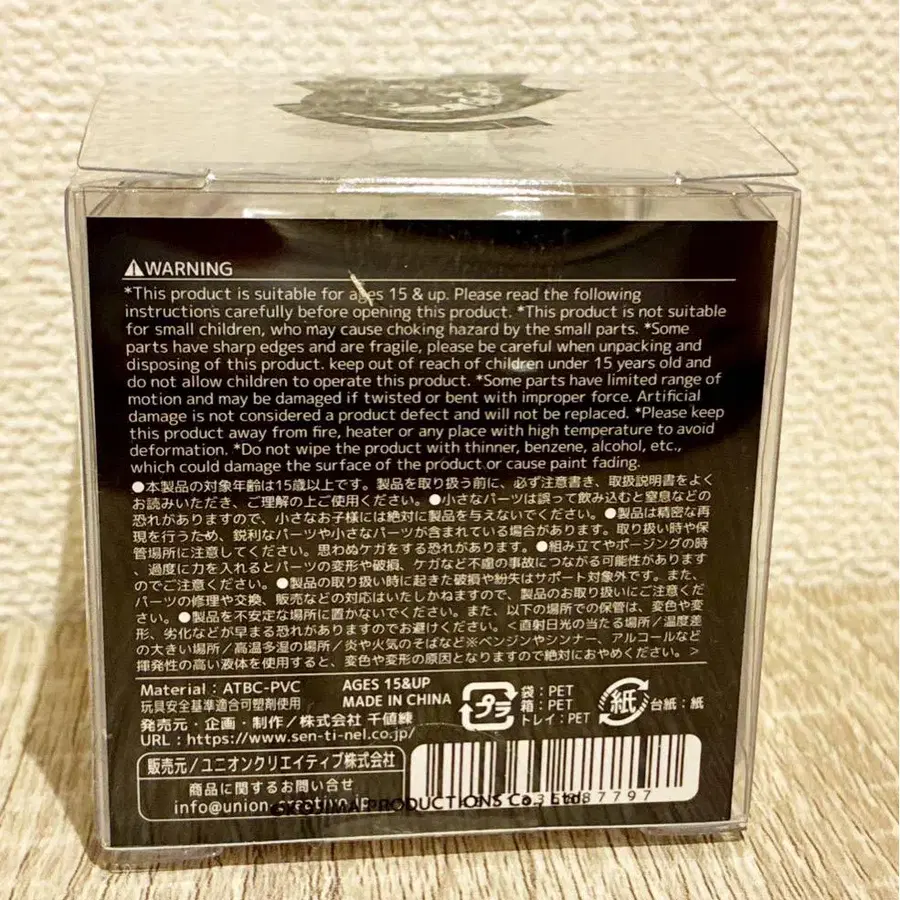 WARNING
*This product is suitable for ages 15 & up. Please read the following
instructions carefully before opening this product. *This product is not suitable
for small children, who may cause choking hazard by the small parts. *Some
parts have sharp edges and are fragile, please be careful when unpacking and
disposing of this product. keep out of reach of children under 15 years old and
do not allow children to operate this product. *Some parts have limited range of
motion and may be damaged if twisted or bent with improper force. Artificial
damage is not considered a product defect and will not be replaced. *Please keep
this product away from fire, heater or any place with high temperature to avoid
deformation. *Do not wipe the product with thinner, benzene, alcohol, etc.,
which could damage the surface of the product or cause paint fading.
●本製品の対象年齢は15歳以上です。製品を取り扱う前に、必ず注意書き、取扱説明書をよく
お読みいただき、ご理解の上ご使用ください。●小さなパーツは誤って飲み込むと窒息などの
恐れがありますので、小さなお子様には絶対に製品を与えないでください。●製品は精密な再
現を行うため、鋭利なパーツや小さなパーツが含まれている場合があります。取り扱い時や保
管場所に注意してください。思わぬケガをする恐れがあります。●組み立てやポージングの時
、過度に力を入れるとパーツの変形や破損、ケガなど不慮の事故につながる可能性があります
のでご注意ください。●製品の取り扱い時に起きた破損や紛失はサポート対象外です。また、
パーツの修理や交換、販売などの対応はいたしかねますので、製品のお取り扱いにご注意くだ
さい。●製品を不安定な場所に置かないでください。また、以下の場所での保管は、変色や変
形、劣化などが早まる恐れがありますのでお避けください。＜直射日光の当たる場所/温度差
の大きい場所/高温多湿の場所/炎や火気のそばなど※ベンジンやシンナー、アルコールなど
揮発性の高い液体を使用すると、変色や変形の原因となりますので絶対におやめください。＞
Material : ATBC-PVC
玩具安全基準適合可塑剤使用
AGES 15&UP
MADE IN CHINA
プラ
袋 : PET
箱 : PET
トレイ : PET
紙
台紙 : 紙
発売元・企画・制作/株式会社 千値練
URL : https://www.sen-ti-nel.co.jp/
販売元/ユニオンクリエイティブ株式会社
商品に関するお問い合せ
info@union-creative.jp
KOJIMA PRODUCTIONS Co., Ltd.
87797